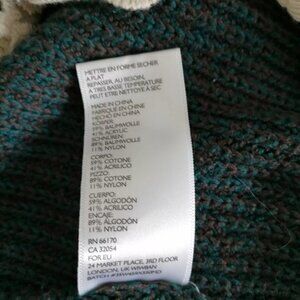 METTRE EN FORME SECHER
A PLAT
REPASSER, AU BESOIN,
A TRES BASSE TEMPERATURE
PEUT ETRE NETTOYE A SEC
MADE IN CHINA
FABRIQUE EN CHINE
HECHO EN CHINA
KÖRPER:
59% BAUMWOLLE
41% ACRYLIC
SCHNÜREN:
89% BAUMWOLLE
11% NYLON
CORPO:
59% COTONE
41% ACRILICO
PIZZO:
89% COTONE
11% NYLON
CUERPO:
59% ALGODÓN
41% ACRÍLICO
ENCAJE:
89% ALGODÓN
11% NYLON
RN 66170
CA 32054
FOR EU
24 MARKET PLACE, 3RD FLOOR
LONDON, UK W1W8AN
BATCH